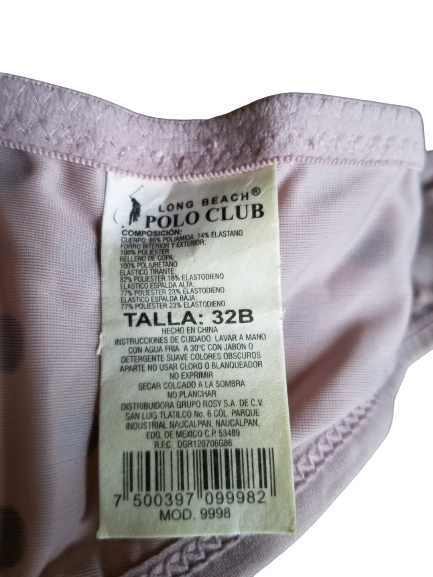 LONG BEACH®
POLO CLUB
COMPOSICIÓN:
CUERPO: 86% POLIAMIDA 14% ELASTANO
FORRO INTERIOR Y EXTERIOR:
100% POLIESTER
RELLENO DE COPA:
100% POLIURETANO
ELASTICO TIRANTE:
82% POLIESTER 18% ELASTODIENO
ELASTICO ESPALDA ALTA:
77% POLIESTER 23% ELASTODIENO
ELASTICO ESPALDA BAJA:
77% POLIESTER 23% ELASTODIENO
TALLA: 32B
HECHO EN CHINA
INSTRUCCIONES DE CUIDADO: LAVAR A MANO
CON AGUA FRIA A 30°C CON JABON O
DETERGENTE SUAVE COLORES OBSCUROS
APARTE NO USAR CLORO O BLANQUEADOR
NO EXPRIMIR
SECAR COLGADO A LA SOMBRA
NO PLANCHAR
DISTRIBUIDORA GRUPO ROSY S.A. DE C.V.
SAN LUIS TLATILCO No. 6 COL. PARQUE
INDUSTRIAL NAUCALPAN, NAUCALPAN,
EDO. DE MEXICO C.P. 53489
R.F.C. DGR120706G86
7 500397 099982
MOD. 9998